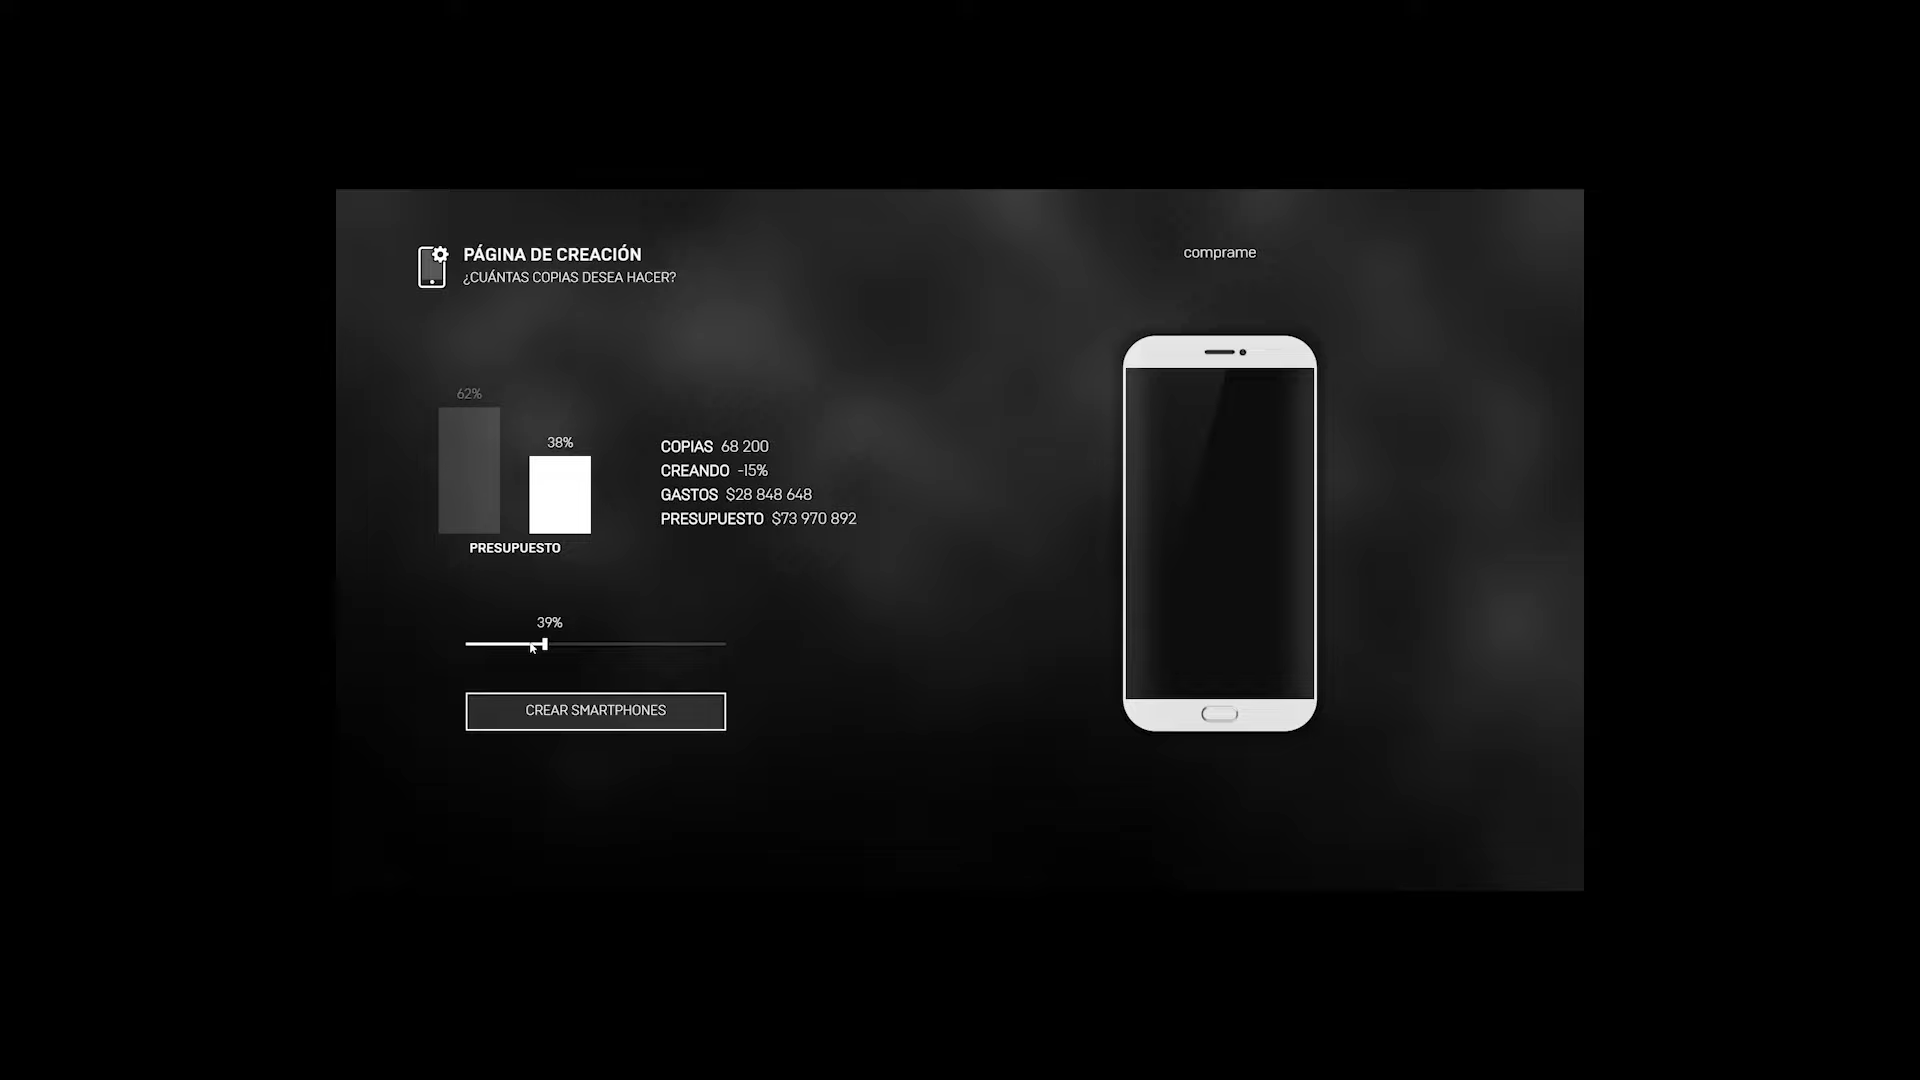 PÁGINA DE CREACIÓN
¿CUÁNTAS COPIAS DESEA HACER?
comprame
62%
38%
COPIAS 68 200
CREANDO -15%
GASTOS $28 848 648
PRESUPUESTO $73 970 892
PRESUPUESTO
39%
CREAR SMARTPHONES